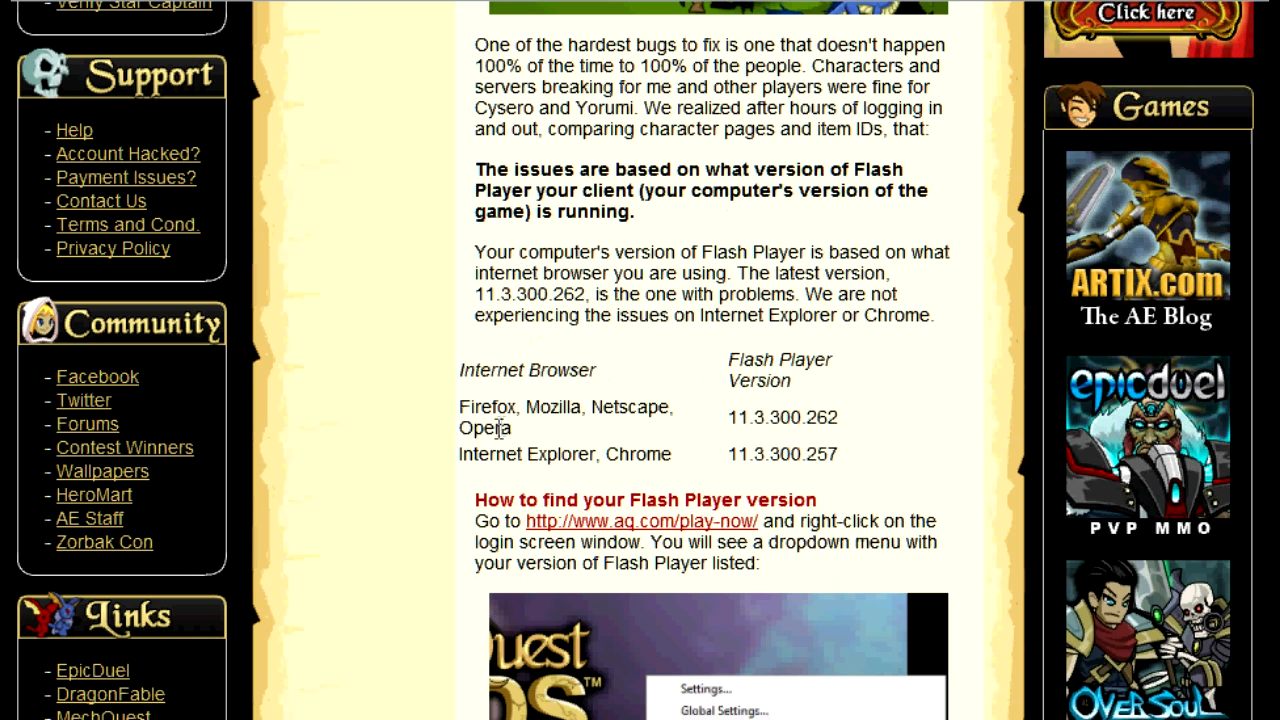 - Verify Star Captain
Support
- Help
- Account Hacked?
- Payment Issues?
- Contact Us
- Terms and Cond.
- Privacy Policy
Community
- Facebook
- Twitter
- Forums
- Contest Winners
- Wallpapers
- HeroMart
- AE Staff
- Zorbak Con
Links
- EpicDuel
- DragonFable
- MechQuest
One of the hardest bugs to fix is one that doesn't happen
100% of the time to 100% of the people. Characters and
servers breaking for me and other players were fine for
Cysero and Yorumi. We realized after hours of logging in
and out, comparing character pages and item IDs, that:
The issues are based on what version of Flash
Player your client (your computer's version of the
game) is running.
Your computer's version of Flash Player is based on what
internet browser you are using. The latest version,
11.3.300.262, is the one with problems. We are not
experiencing the issues on Internet Explorer or Chrome.
Internet Browser
Flash Player
Version
Firefox, Mozilla, Netscape,
Opera
11.3.300.262
Internet Explorer, Chrome
11.3.300.257
How to find your Flash Player version
Go to http://www.aq.com/play-now/ and right-click on the
login screen window. You will see a dropdown menu with
your version of Flash Player listed:
uest
DS™
Settings...
Global Settings...
Click here
Games
ARTIX.com
The AE Blog
epicduel
PVP MMO
OVERSOUL